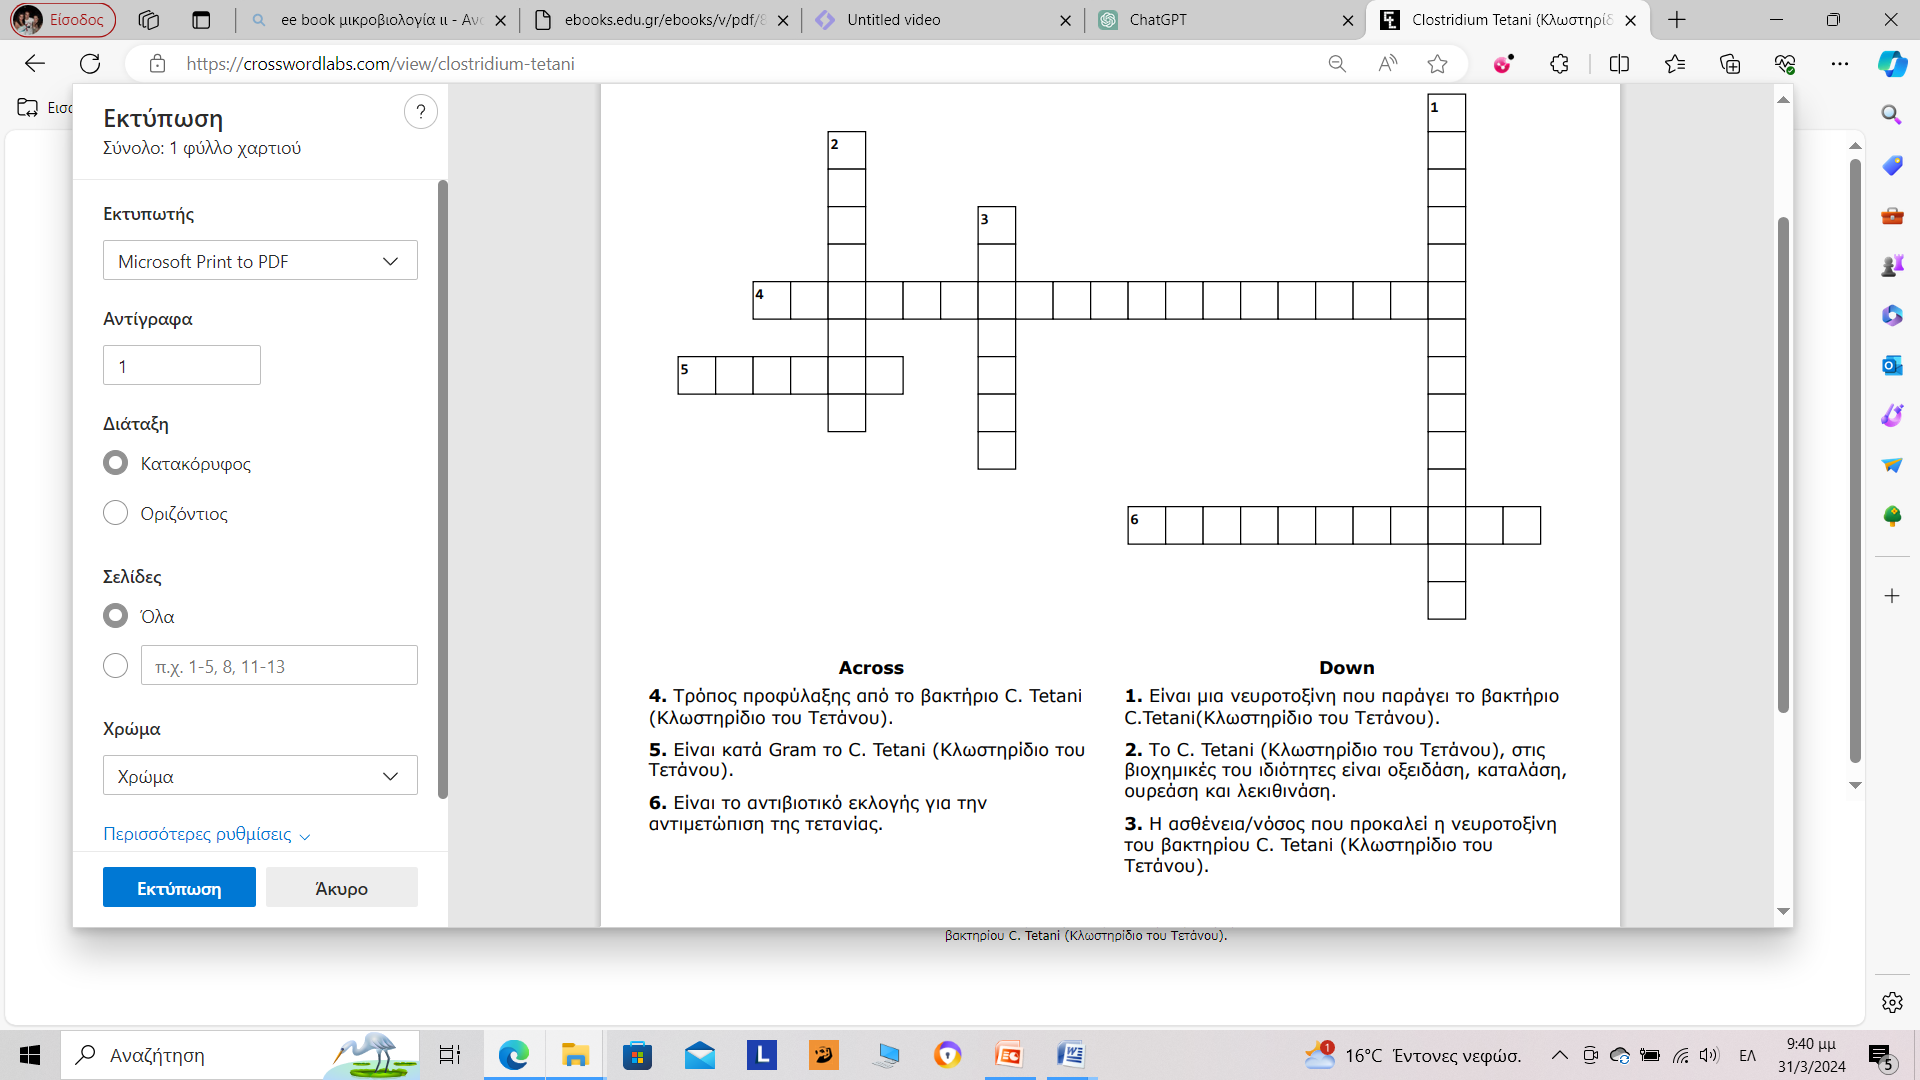 Είσοδος
ee book μικροβιολογία ιι - Ανα
ebooks.edu.gr/ebooks/v/pdf/8
Untitled video
ChatGPT
Clostridium Tetani (Κλωστηρίδ
https://crosswordlabs.com/view/clostridium-tetani
Εισα
Εκτύπωση
?
Σύνολο: 1 φύλλο χαρτιού
Εκτυπωτής
Microsoft Print to PDF
Αντίγραφα
1
Διάταξη
Κατακόρυφος
Οριζόντιος
Σελίδες
Όλα
π.χ. 1-5, 8, 11-13
Χρώμα
Χρώμα
Περισσότερες ρυθμίσεις
Εκτύπωση
Άκυρο
1
2
3
4
5
6
Across
4. Τρόπος προφύλαξης από το βακτήριο C. Tetani
(Κλωστηρίδιο του Τετάνου).
5. Είναι κατά Gram το C. Tetani (Κλωστηρίδιο του
Τετάνου).
6. Είναι το αντιβιοτικό εκλογής για την
αντιμετώπιση της τετανίας.
Down
1. Είναι μια νευροτοξίνη που παράγει το βακτήριο
C.Tetani(Κλωστηρίδιο του Τετάνου).
2. Το C. Tetani (Κλωστηρίδιο του Τετάνου), στις
βιοχημικές του ιδιότητες είναι οξειδάση, καταλάση,
ουρεάση και λεκιθινάση.
3. Η ασθένεια/νόσος που προκαλεί η νευροτοξίνη
του βακτηρίου C. Tetani (Κλωστηρίδιο του
Τετάνου).
βακτηρίου C. Tetani (Κλωστηρίδιο του Τετάνου).
Αναζήτηση
16°C Έντονες νεφώσ.
ΕΛ
9:40 μμ
31/3/2024
5